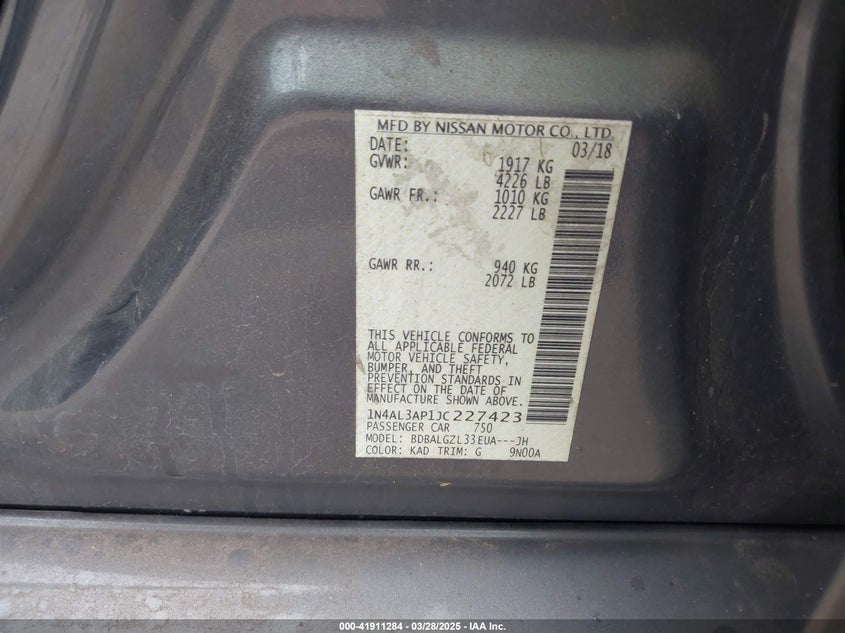 MFD BY NISSAN MOTOR CO., LTD.
DATE: 03/18
GVWR: 1917 KG
4226 LB
GAWR FR.: 1010 KG
2227 LB
GAWR RR.: 940 KG
2072 LB
THIS VEHICLE CONFORMS TO
ALL APPLICABLE FEDERAL
MOTOR VEHICLE SAFETY,
BUMPER, AND THEFT
PREVENTION STANDARDS IN
EFFECT ON THE DATE OF
MANUFACTURE SHOWN ABOVE.
1N4AL3AP1JC227423
PASSENGER CAR 750
MODEL: BDBALGZL33EUA---JH
COLOR: KAD TRIM: G 9N00A
000-41911284 | 03/28/2025 - IAA Inc.